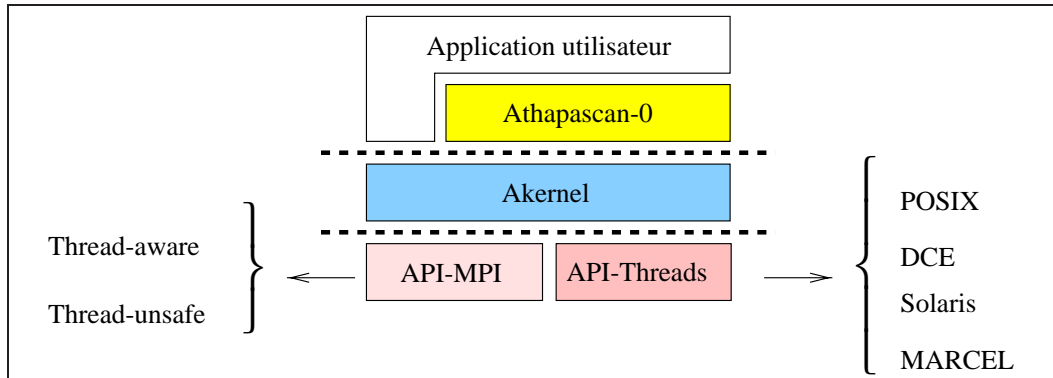 Application utilisateur
Athapascan-0
Akernel
API-MPI
API-Threads
Thread-aware
Thread-unsafe
POSIX
DCE
Solaris
MARCEL